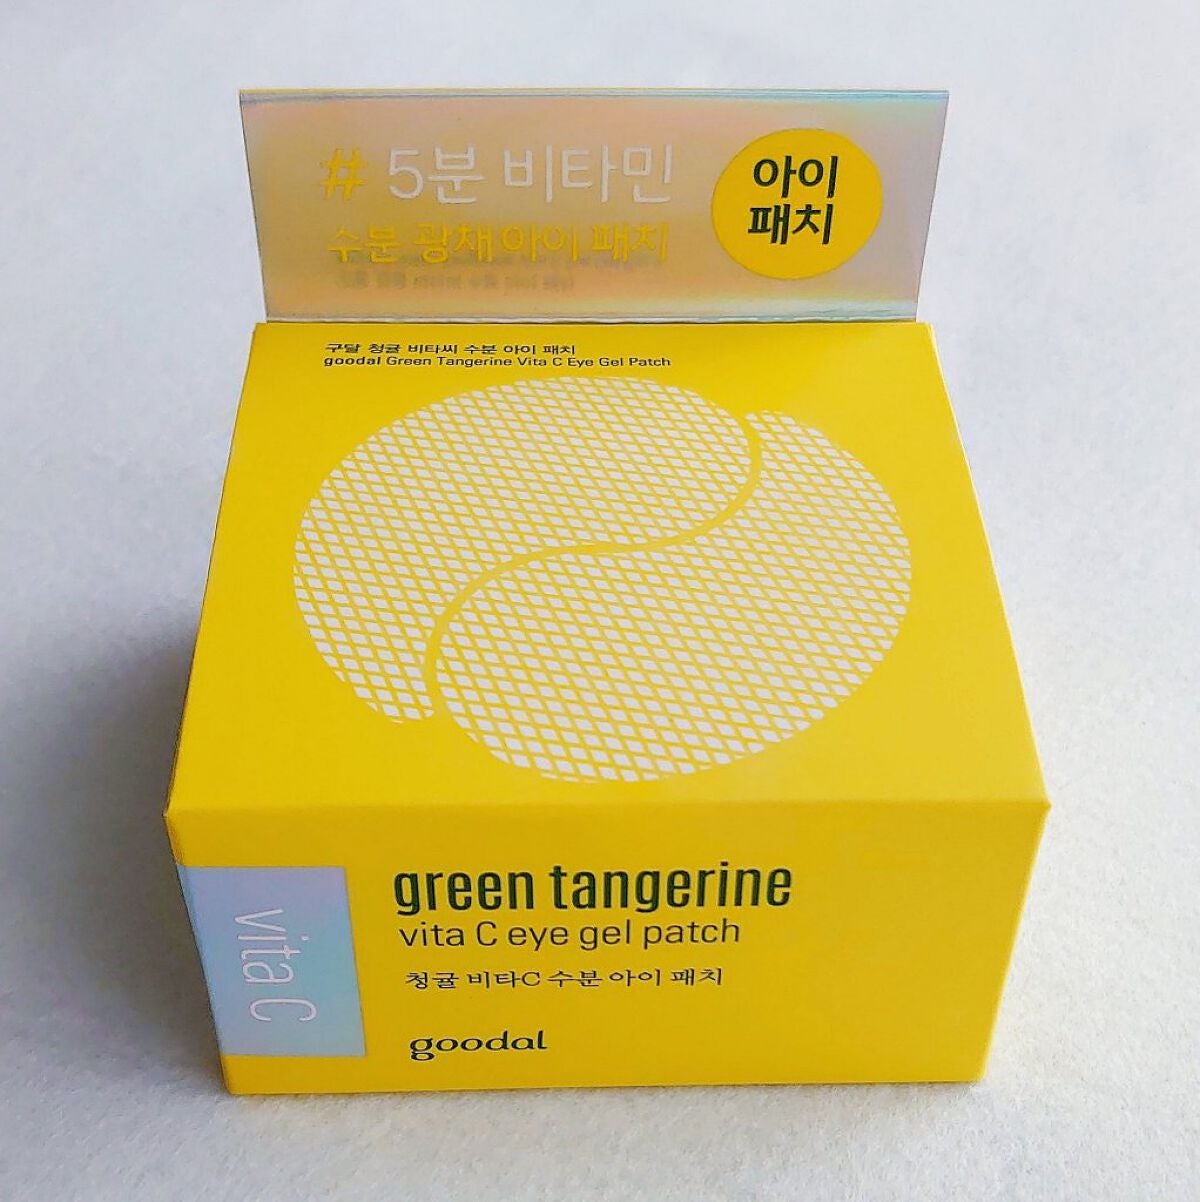 # 5분 비타민
수분 광채 아이 패치
아이
패치
구달 청귤 비타씨 수분 아이 패치
goodal Green Tangerine Vita C Eye Gel Patch
vita C
green tangerine
vita C eye gel patch
청귤 비타C 수분 아이 패치
goodal